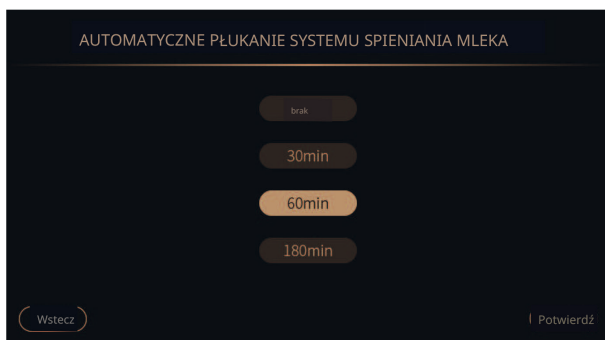 AUTOMATYCZNE PŁUKANIE SYSTEMU SPIENIANIA MLEKA
brak
30min
60min
180min
Wstecz
Potwierdź